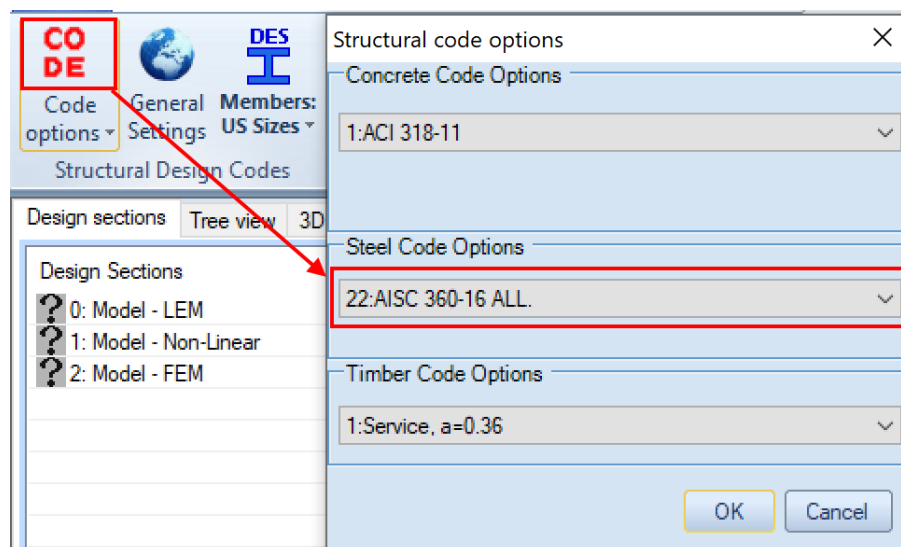 CO
DE
DES
Code
options
General
Settings
Members:
US Sizes
Structural Design Codes
Design sections
Tree view
3D
Design Sections
0: Model - LEM
1: Model - Non-Linear
2: Model - FEM
Structural code options
Concrete Code Options
1:ACI 318-11
Steel Code Options
22:AISC 360-16 ALL.
Timber Code Options
1:Service, a=0.36
OK
Cancel